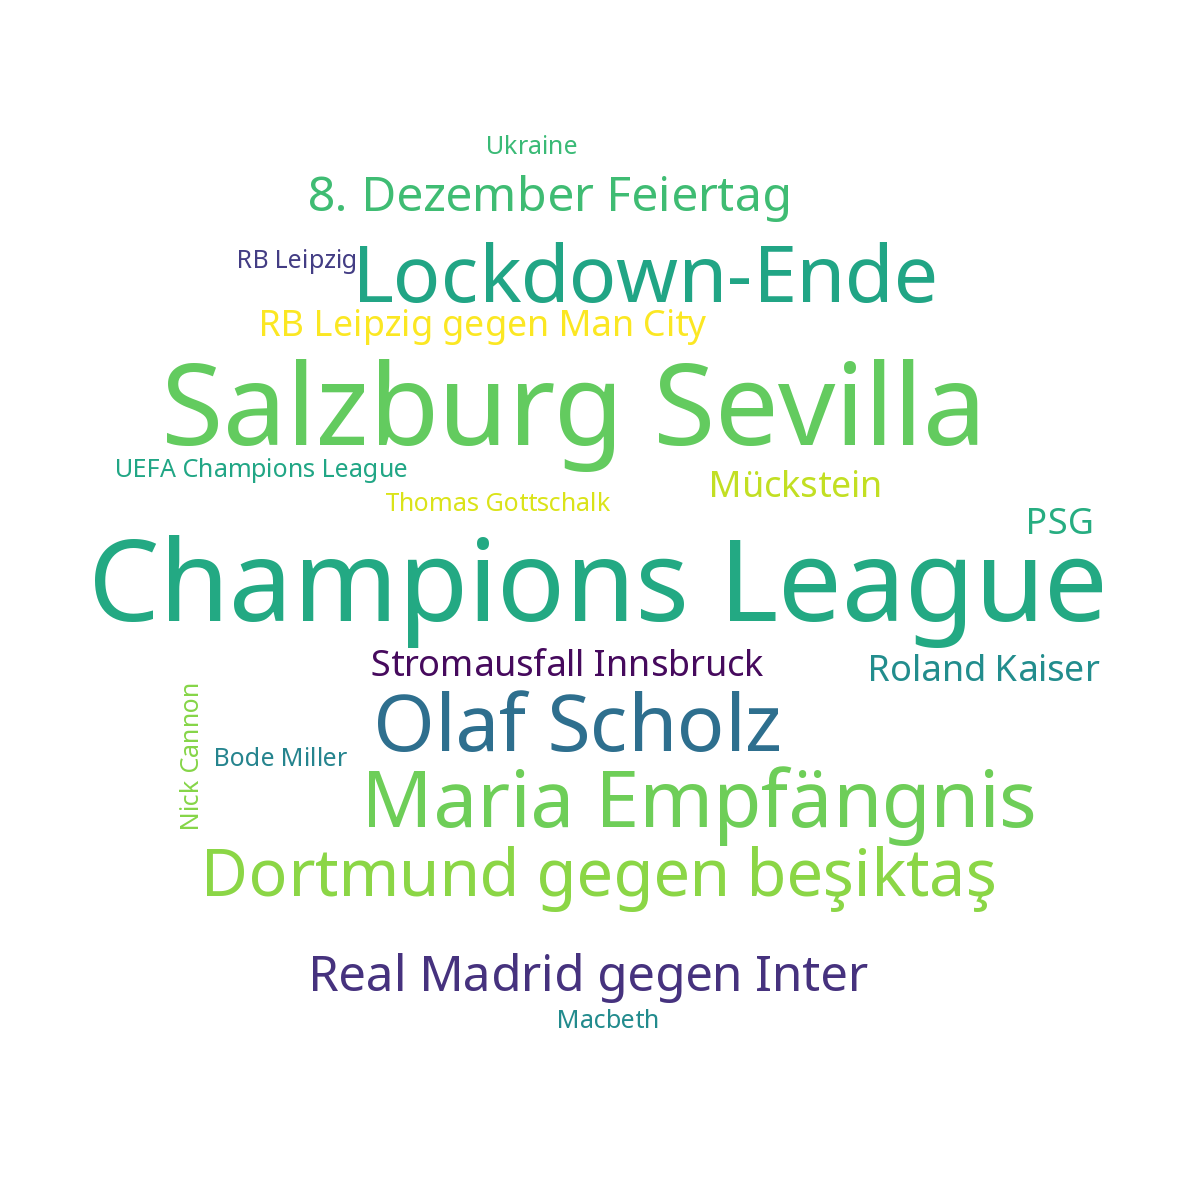 Ukraine
8. Dezember Feiertag
RB Leipzig
Lockdown-Ende
RB Leipzig gegen Man City
Salzburg Sevilla
UEFA Champions League
Mückstein
Thomas Gottschalk
PSG
Champions League
Stromausfall Innsbruck
Roland Kaiser
Olaf Scholz
Nick Cannon
Bode Miller
Maria Empfängnis
Dortmund gegen beşiktaş
Real Madrid gegen Inter
Macbeth